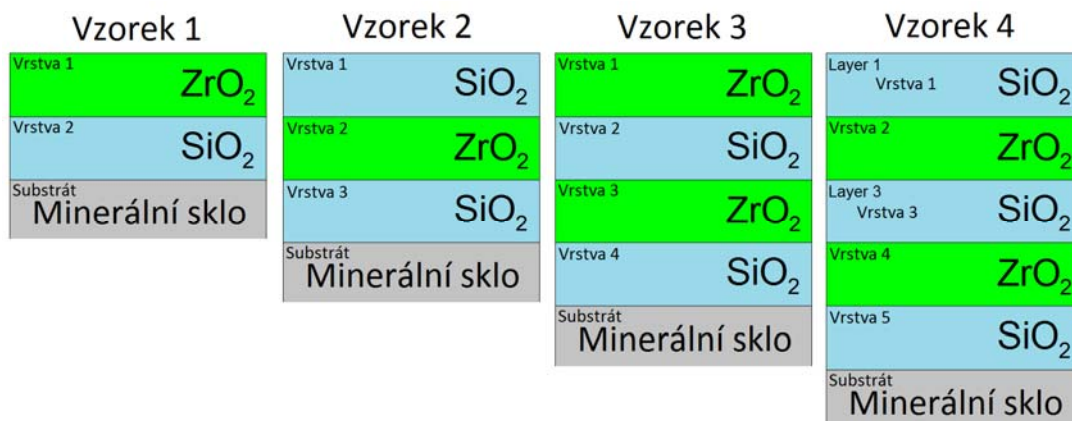 Vzorek 1
Vrstva 1
ZrO₂
Vrstva 2
SiO₂
Substrát
Minerální sklo
Vzorek 2
Vrstva 1
SiO₂
Vrstva 2
ZrO₂
Vrstva 3
SiO₂
Substrát
Minerální sklo
Vzorek 3
Vrstva 1
ZrO₂
Vrstva 2
SiO₂
Vrstva 3
ZrO₂
Vrstva 4
SiO₂
Substrát
Minerální sklo
Vzorek 4
Layer 1
Vrstva 1
SiO₂
Vrstva 2
ZrO₂
Layer 3
Vrstva 3
SiO₂
Vrstva 4
ZrO₂
Vrstva 5
SiO₂
Substrát
Minerální sklo